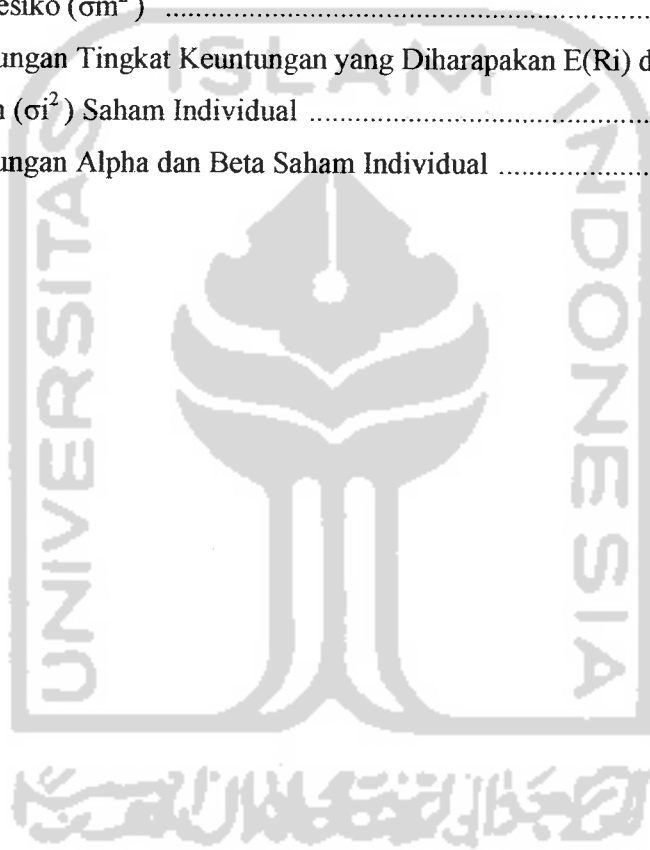 esiko (σm² ) ........................................................................
ungan Tingkat Keuntungan yang Diharapakan E(Ri) d
(σi² ) Saham Individual ................................................
ungan Alpha dan Beta Saham Individual ....................
ISLAM
UNIVERSITAS
INDONESIA